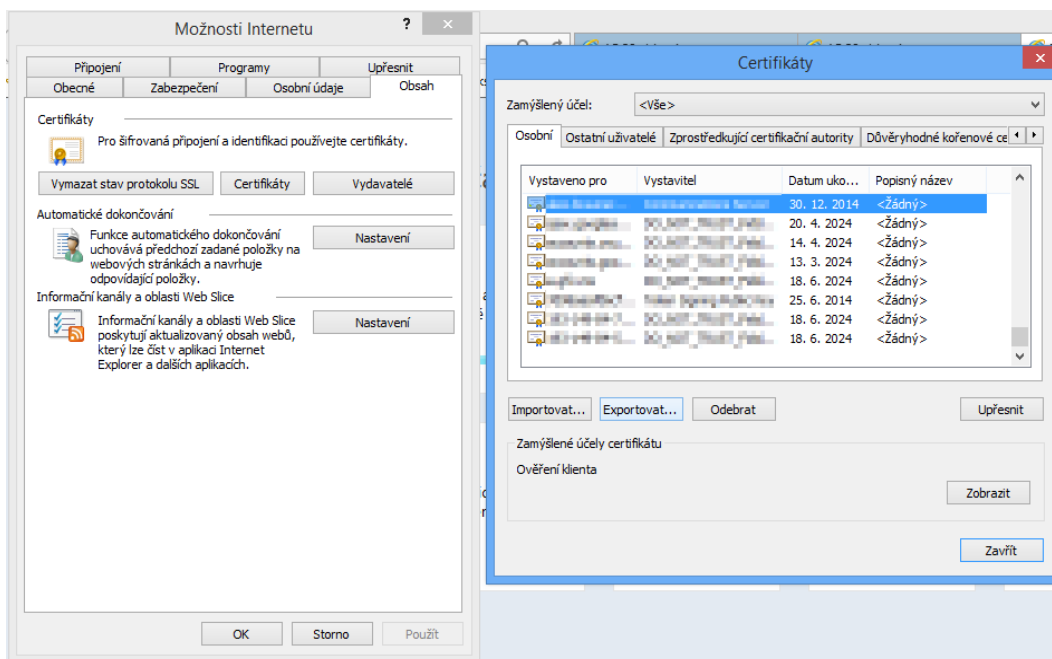 Možnosti Internetu
?
Připojení Programy Upřesnit
Obecné Zabezpečení Osobní údaje Obsah
Certifikáty
Pro šifrovaná připojení a identifikaci používejte certifikáty.
Vymazat stav protokolu SSL Certifikáty Vydavatelé
Automatické dokončování
Funkce automatického dokončování
uchovává předchozí zadané položky na
webových stránkách a navrhuje
odpovídající položky.
Nastavení
Informační kanály a oblasti Web Slice
Informační kanály a oblasti Web Slice
poskytují aktualizovaný obsah webů,
který lze číst v aplikaci Internet
Explorer a dalších aplikacích.
Nastavení
OK Storno Použít
Certifikáty
Zamýšlený účel: <Vše>
Osobní Ostatní uživatelé Zprostředkující certifikační autority Důvěryhodné kořenové ce
Vystaveno pro Vystavitel Datum uko... Popisný název
30. 12. 2014 <Žádný>
20. 4. 2024 <Žádný>
14. 4. 2024 <Žádný>
13. 3. 2024 <Žádný>
18. 6. 2024 <Žádný>
25. 6. 2014 <Žádný>
18. 6. 2024 <Žádný>
18. 6. 2024 <Žádný>
Importovat... Exportovat... Odebrat Upřesnit
Zamýšlené účely certifikátu
Ověření klienta
Zobrazit
Zavřít